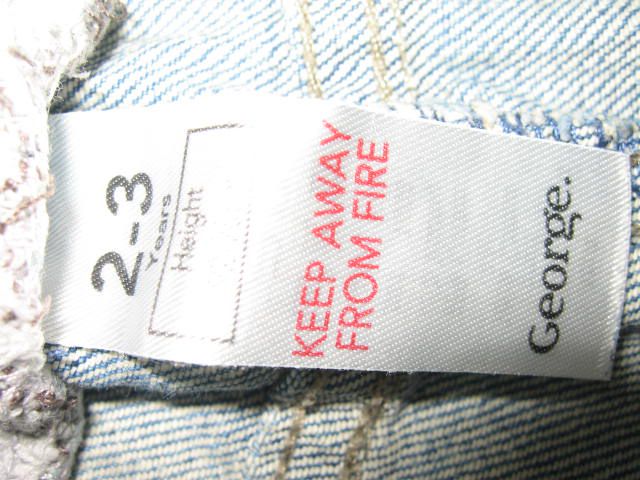 George.
KEEP AWAY
FROM FIRE
Height
2-3
Years